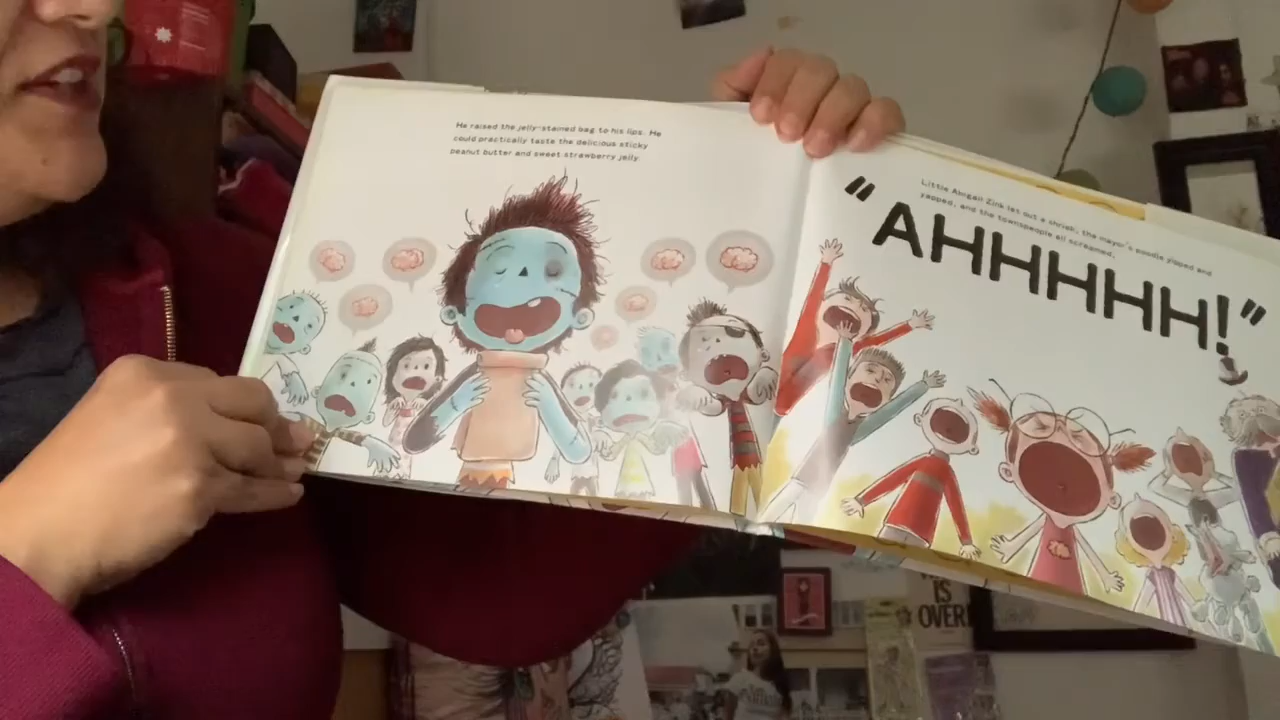 He raised the jelly-stained bag to his lips. He
could practically taste the delicious sticky
peanut butter and sweet strawberry jelly.
Little Abigail Zink let out a shriek, the mayor's poodle yipped and
yapped, and the townspeople all screamed,
"AHHHHH!"
IS
OVER!